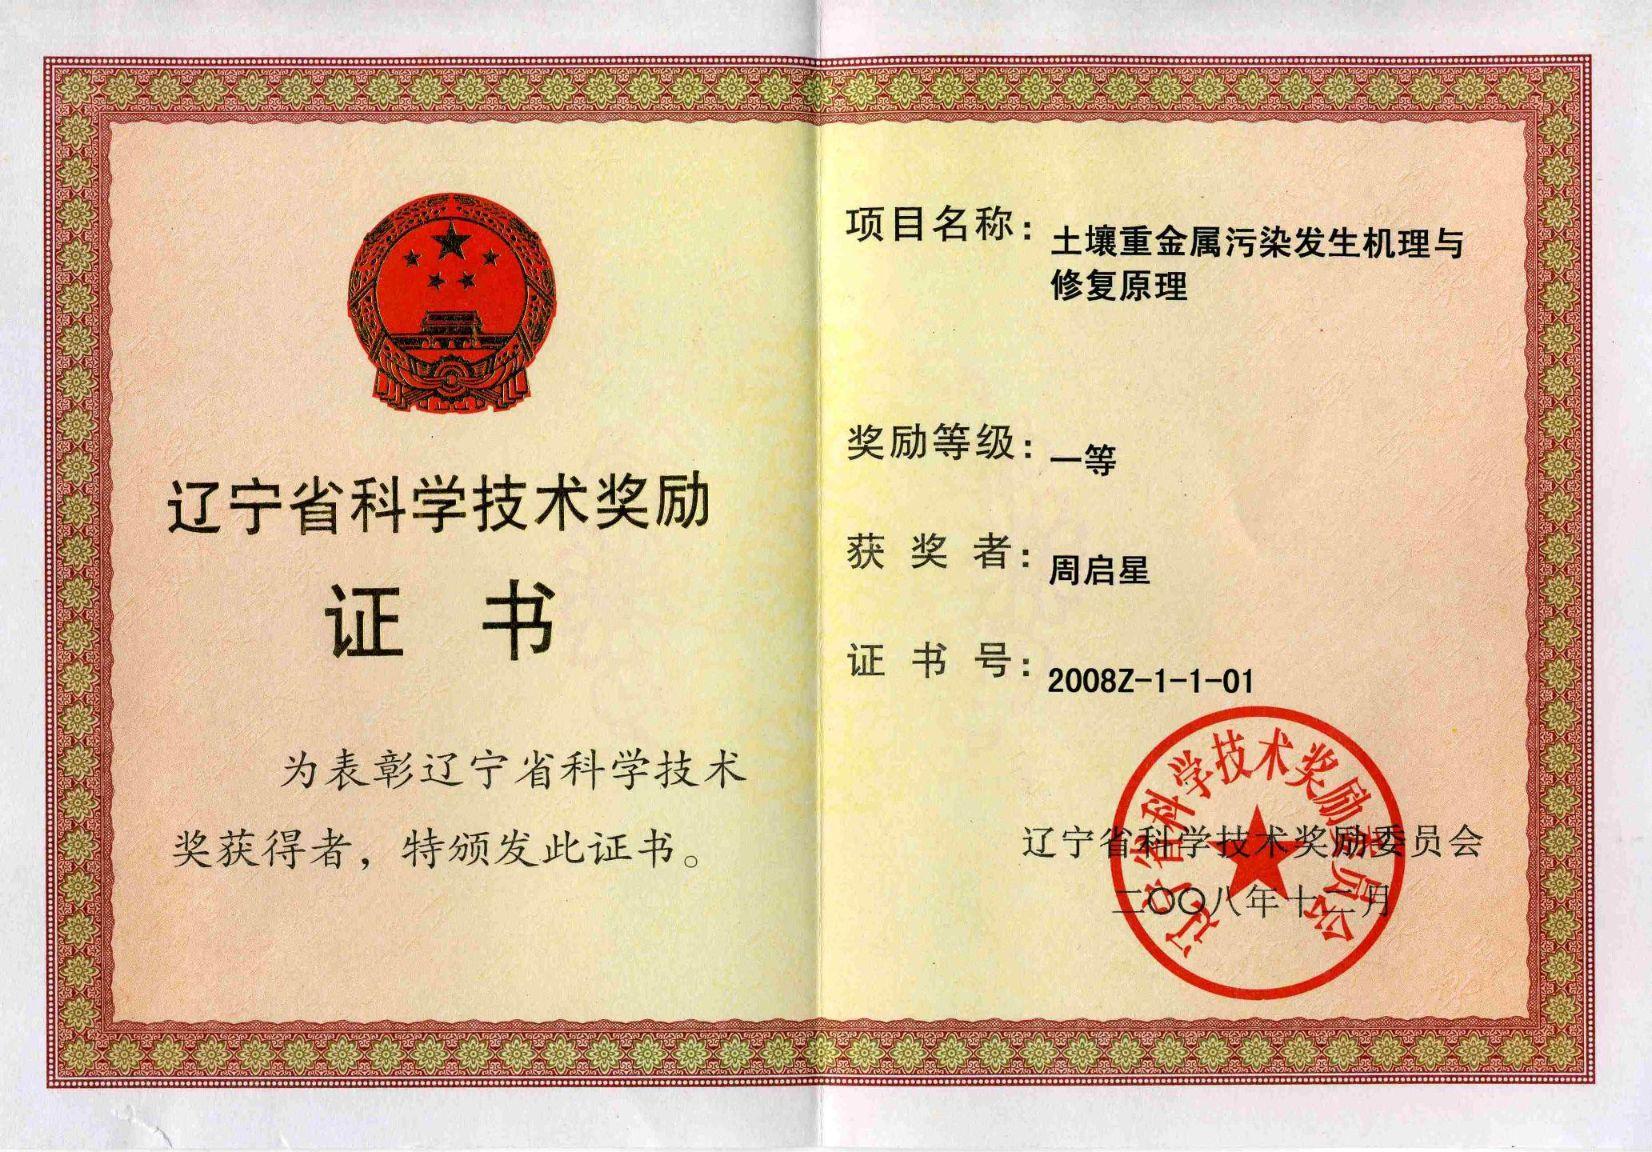 辽宁省科学技术奖励
证 书
为表彰辽宁省科学技术
奖获得者，特颁发此证书。
项目名称：土壤重金属污染发生机理与
修复原理
奖励等级：一等
获 奖 者：周启星
证 书 号：2008Z-1-1-01
辽宁省科学技术奖励委员会
二〇〇八年十二月
辽宁省科学技术奖励委员会